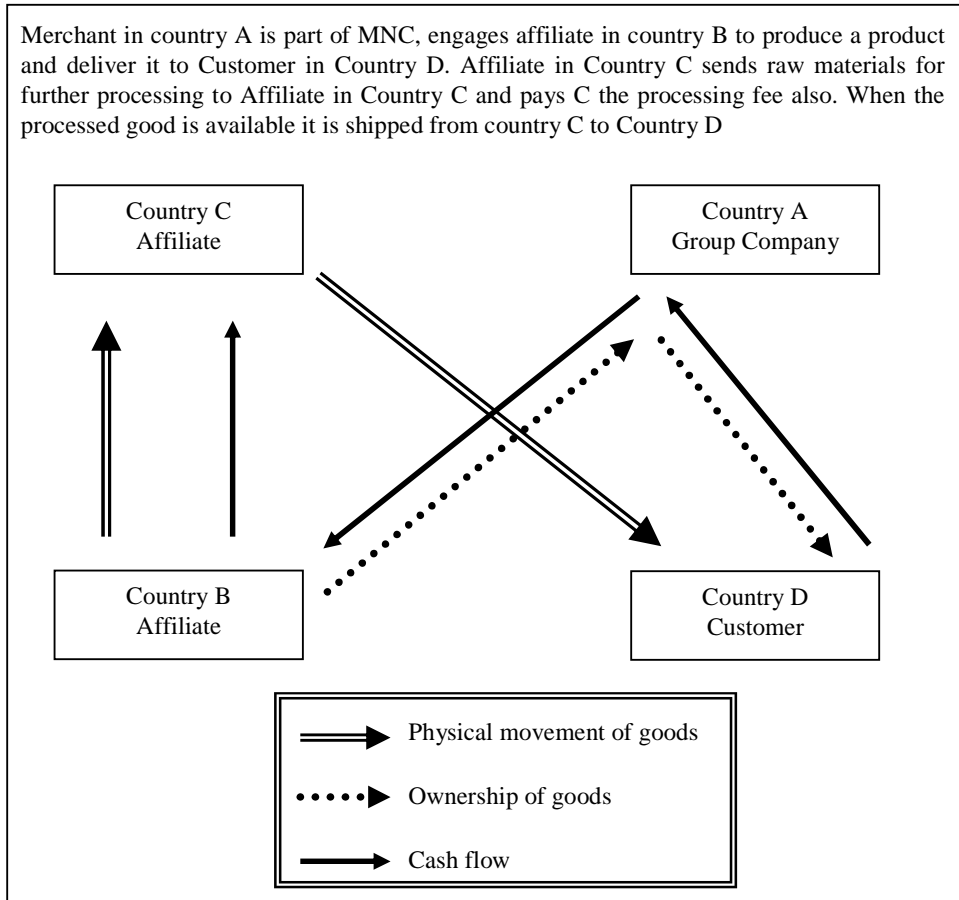 Merchant in country A is part of MNC, engages affiliate in country B to produce a product
and deliver it to Customer in Country D. Affiliate in Country C sends raw materials for
further processing to Affiliate in Country C and pays C the processing fee also. When the
processed good is available it is shipped from country C to Country D
Country C
Affiliate
Country A
Group Company
Country B
Affiliate
Country D
Customer
Physical movement of goods
Ownership of goods
Cash flow